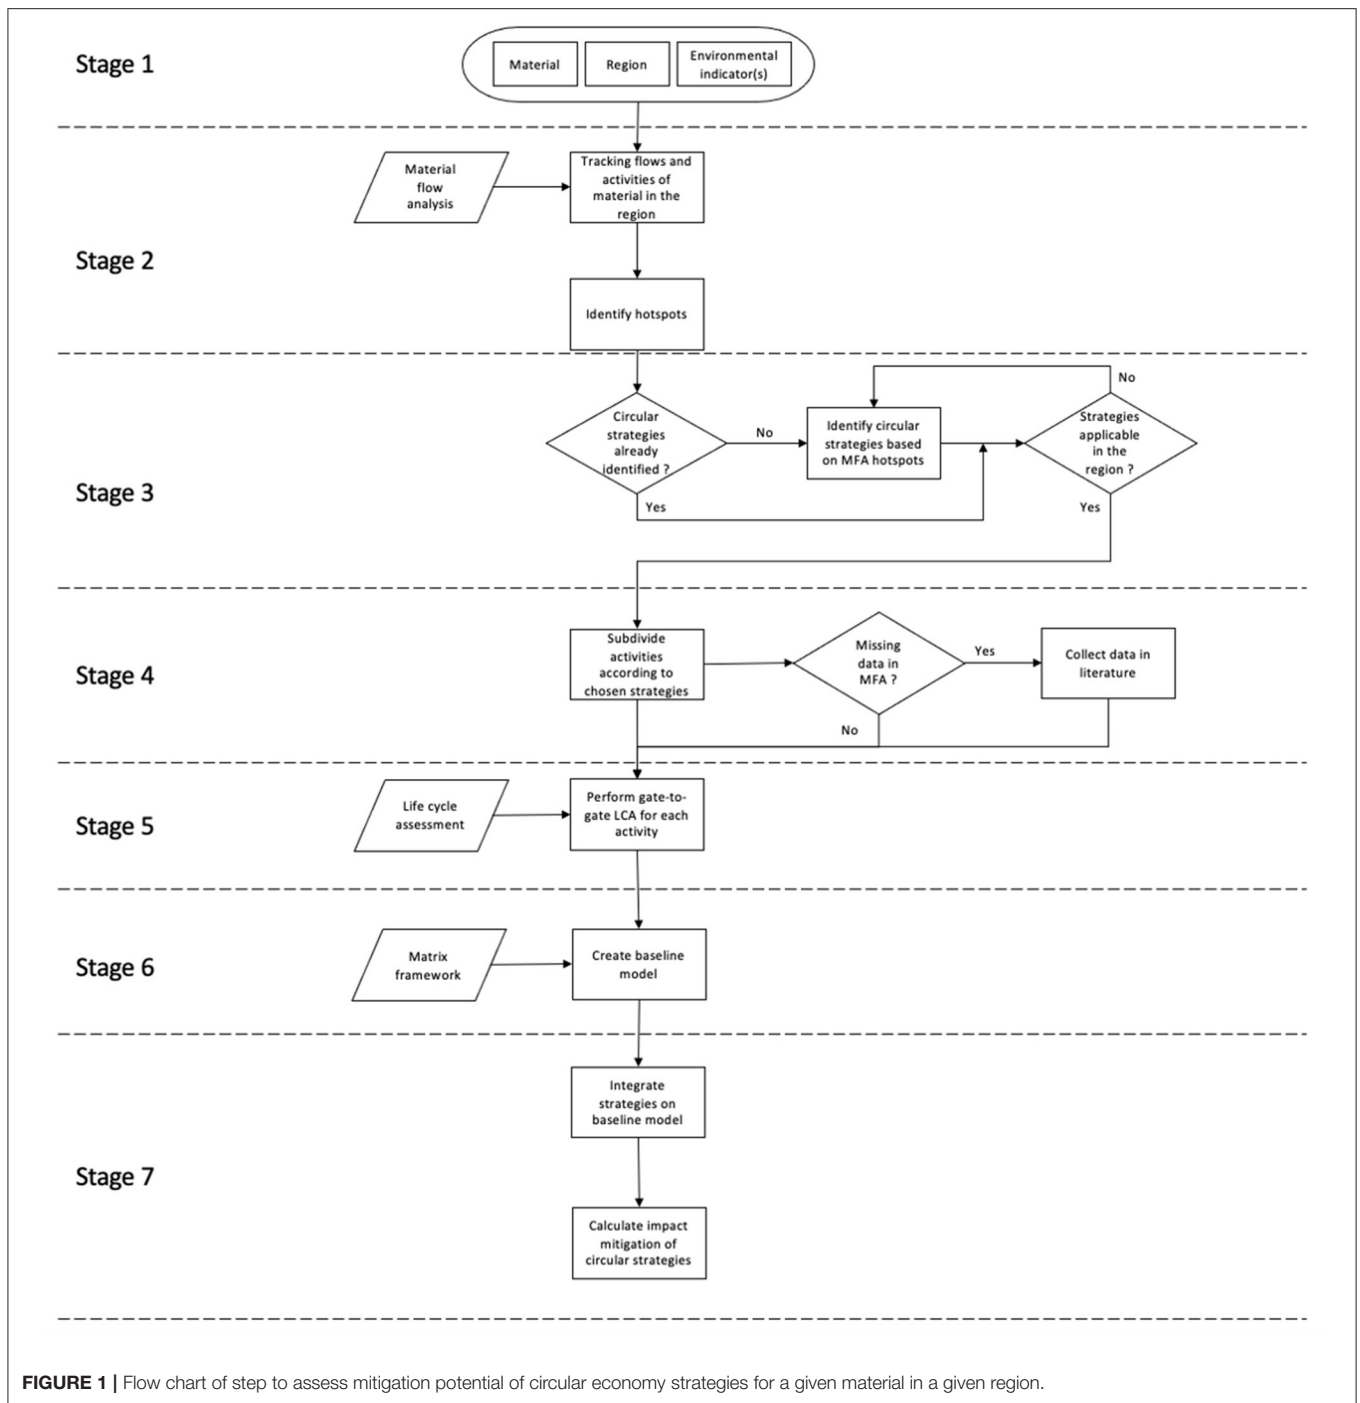 Stage 1
Material
Region
Environmental
indicator(s)
Material
flow
analysis
Tracking flows and
activities of
material in the
region
Stage 2
Identify hotspots
No
Circular
strategies
already
identified ?
No
Identify circular
strategies based
on MFA hotspots
Strategies
applicable
in the
region ?
Stage 3
Yes
Yes
Stage 4
Subdivide
activities
according to
chosen strategies
Missing
data in
MFA ?
Yes
Collect data in
literature
No
Stage 5
Life cycle
assessment
Perform gate-to-
gate LCA for each
activity
Stage 6
Matrix
framework
Create baseline
model
Integrate
strategies on
baseline model
Stage 7
Calculate impact
mitigation of
circular strategies
FIGURE 1 | Flow chart of step to assess mitigation potential of circular economy strategies for a given material in a given region.